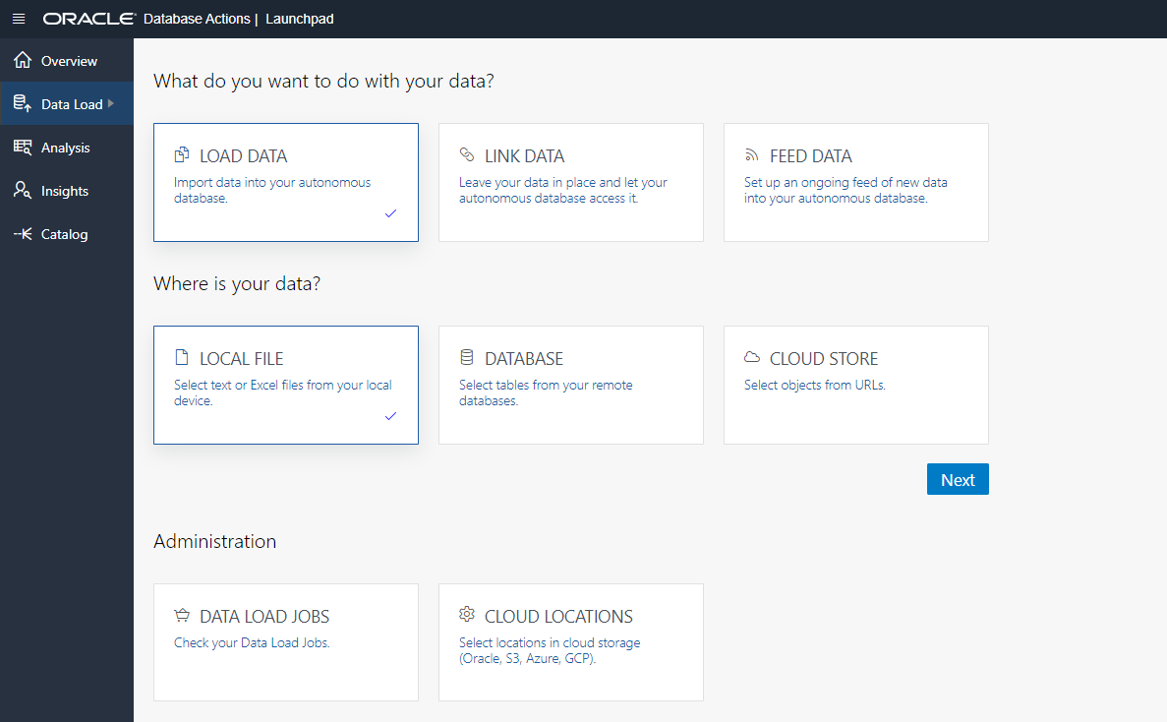 ORACLE Database Actions | Launchpad
Overview
Data Load
Analysis
Insights
Catalog
What do you want to do with your data?
LOAD DATA
Import data into your autonomous
database.
LINK DATA
Leave your data in place and let your
autonomous database access it.
FEED DATA
Set up an ongoing feed of new data
into your autonomous database.
Where is your data?
LOCAL FILE
Select text or Excel files from your local
device.
DATABASE
Select tables from your remote
databases.
CLOUD STORE
Select objects from URLs.
Next
Administration
DATA LOAD JOBS
Check your Data Load Jobs.
CLOUD LOCATIONS
Select locations in cloud storage
(Oracle, S3, Azure, GCP).